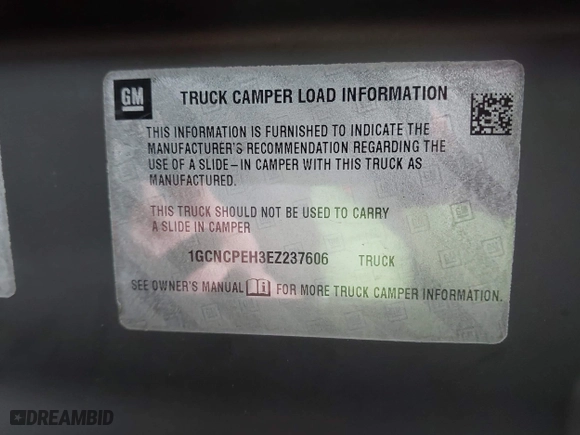 GM
TRUCK CAMPER LOAD INFORMATION
THIS INFORMATION IS FURNISHED TO INDICATE THE
MANUFACTURER'S RECOMMENDATION REGARDING THE
USE OF A SLIDE-IN CAMPER WITH THIS TRUCK AS
MANUFACTURED.
THIS TRUCK SHOULD NOT BE USED TO CARRY
A SLIDE IN CAMPER
1GCNCPEH3EZ237606 TRUCK
SEE OWNER'S MANUAL FOR MORE TRUCK CAMPER INFORMATION.
DREAMBID